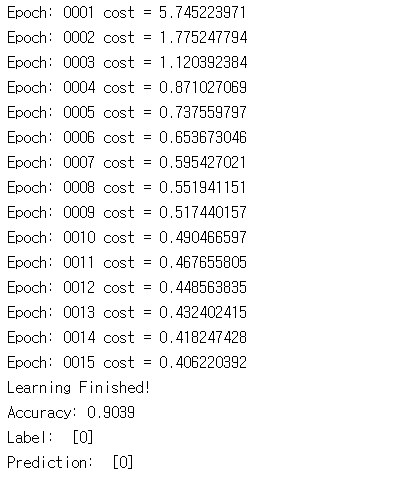 Epoch: 0001 cost = 5.745223971
Epoch: 0002 cost = 1.775247794
Epoch: 0003 cost = 1.120392384
Epoch: 0004 cost = 0.871027069
Epoch: 0005 cost = 0.737559797
Epoch: 0006 cost = 0.653673046
Epoch: 0007 cost = 0.595427021
Epoch: 0008 cost = 0.551941151
Epoch: 0009 cost = 0.517440157
Epoch: 0010 cost = 0.490466597
Epoch: 0011 cost = 0.467655805
Epoch: 0012 cost = 0.448563835
Epoch: 0013 cost = 0.432402415
Epoch: 0014 cost = 0.418247428
Epoch: 0015 cost = 0.406220392
Learning Finished!
Accuracy: 0.9039
Label:  [0]
Prediction:  [0]